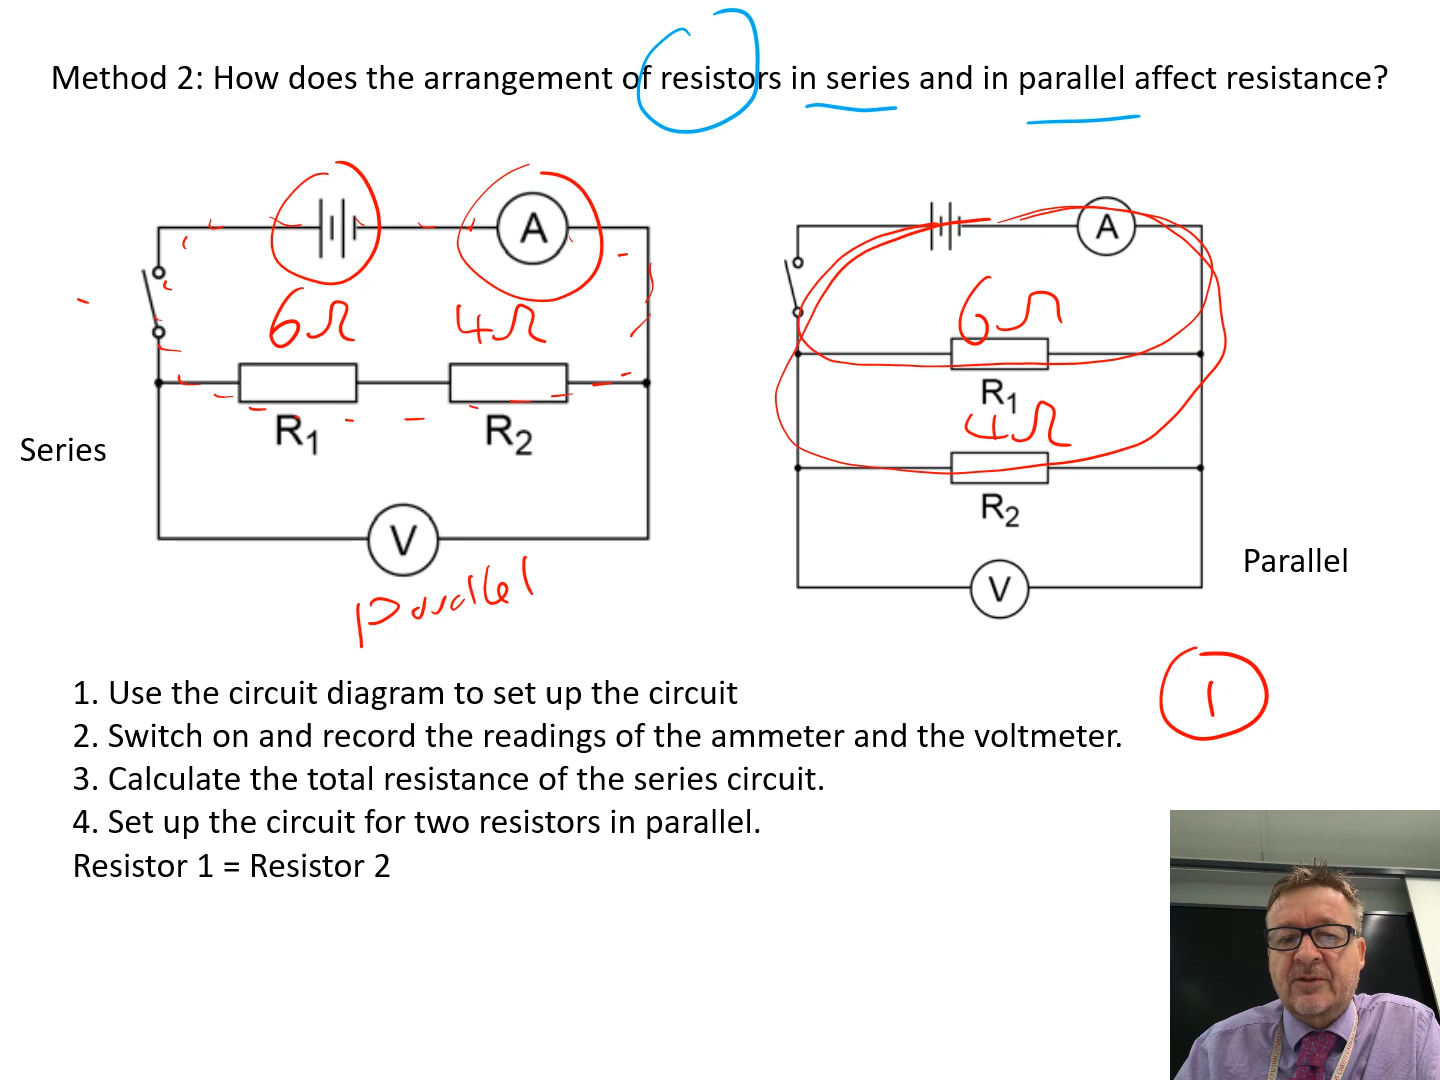 Method 2: How does the arrangement of resistors in series and in parallel affect resistance?
A
A
6Ω
4Ω
6Ω
R1
R2
R1
4Ω
Series
R2
V
Parallel
V
parallel
1. Use the circuit diagram to set up the circuit
1
2. Switch on and record the readings of the ammeter and the voltmeter.
3. Calculate the total resistance of the series circuit.
4. Set up the circuit for two resistors in parallel.
Resistor 1 = Resistor 2